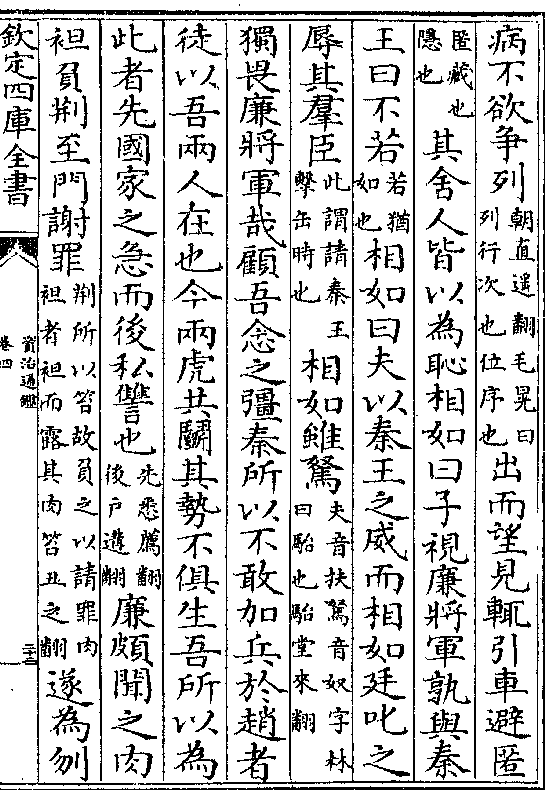 病不欲争列朝直遥翻毛晃曰列行次也位序也出而望見輒引車避匿
匿藏也隱也其舍人皆以為恥相如曰子視廉將軍孰與秦
王曰不若若猶如也相如曰夫以秦王之威而相如廷叱之
辱其羣臣此謂請秦王擊缶時也相如雖駑夫音扶駑音奴字林曰駘也駘堂來翻
獨畏廉將軍哉顧吾念之彊秦所以不敢加兵於趙者
徒以吾兩人在也今兩虎共鬭其勢不俱生吾所以為
此者先國家之急而後私讐也先悉薦翻後戶遘翻廉頗聞之肉
袒負荆至門謝罪荆所以笞故負之以請罪肉袒者袒而露其肉笞丑之翻遂為刎
欽定四庫全書
資治通鑑
卷四